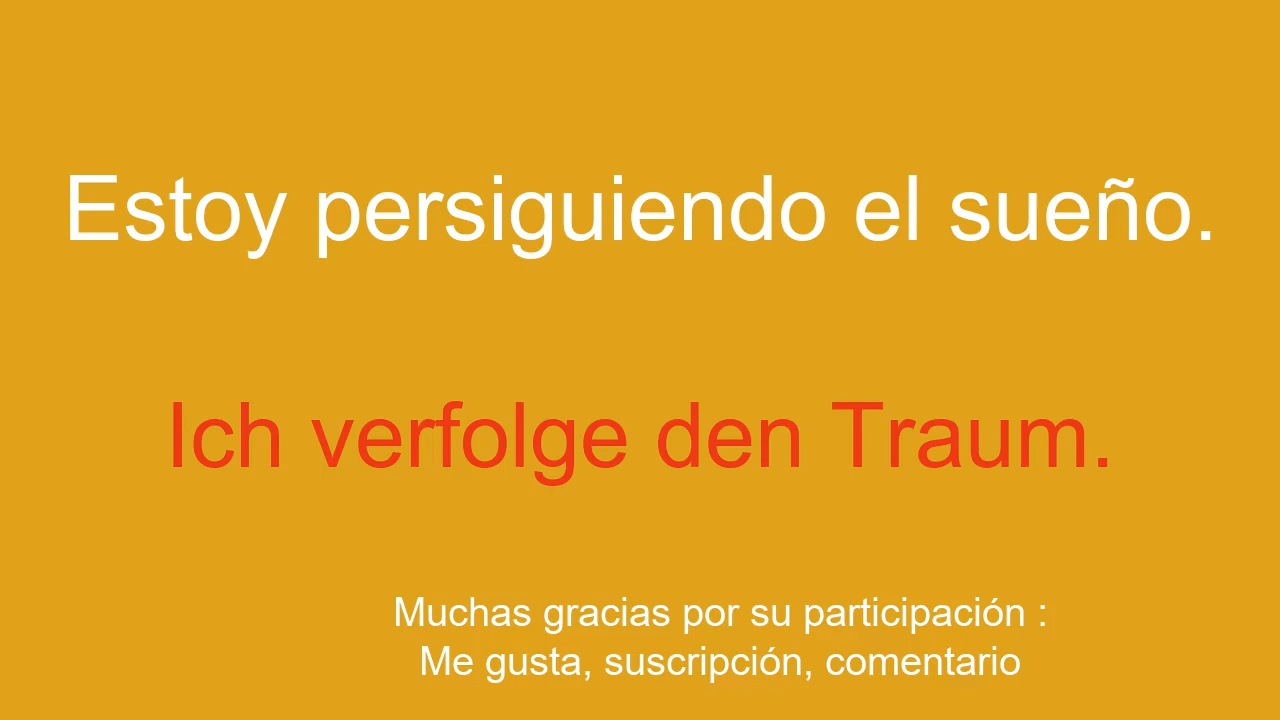 Estoy persiguiendo el sueño.
Ich verfolge den Traum.
Muchas gracias por su participación :
Me gusta, suscripción, comentario